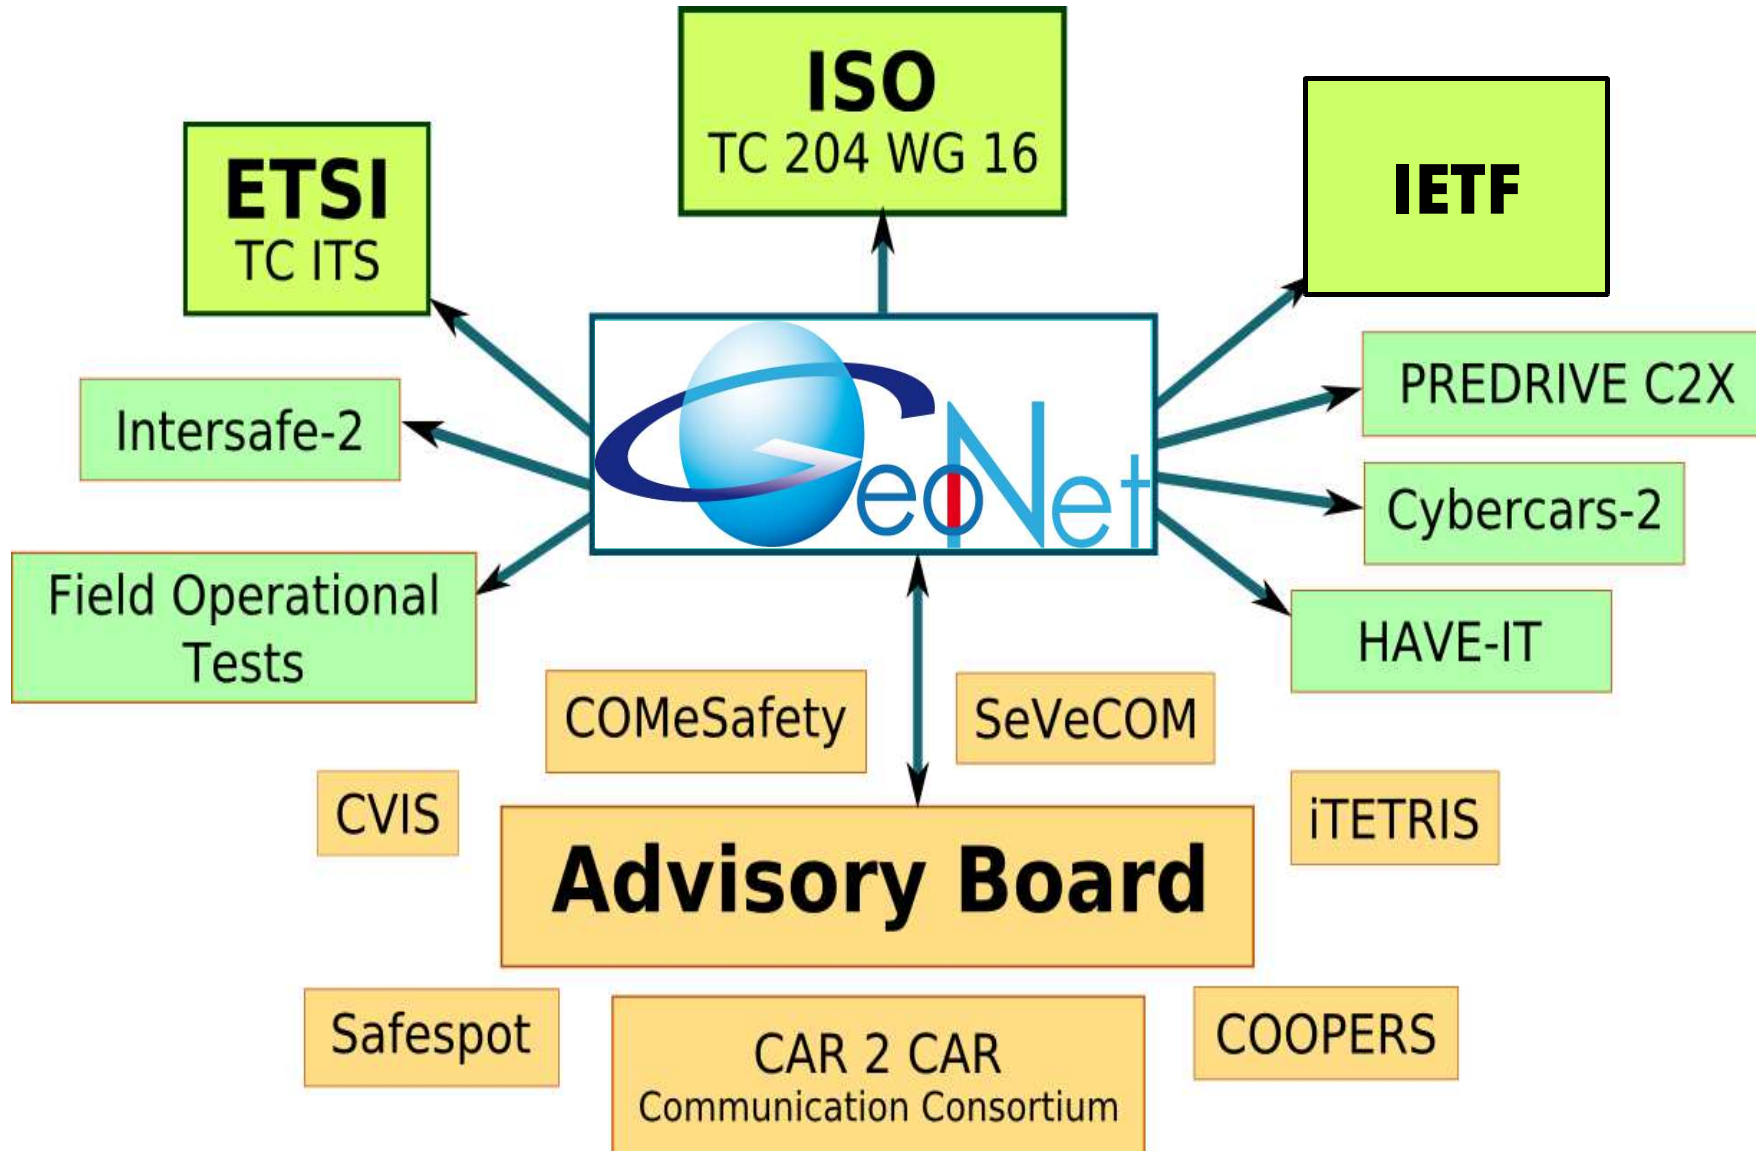 ISO
TC 204 WG 16
ETSI
TC ITS
IETF
GeoNet
Intersafe-2
PREDRIVE C2X
Cybercars-2
Field Operational
Tests
HAVE-IT
COMeSafety
SeVeCOM
CVIS
iTETRIS
Advisory Board
Safespot
CAR 2 CAR
Communication Consortium
COOPERS